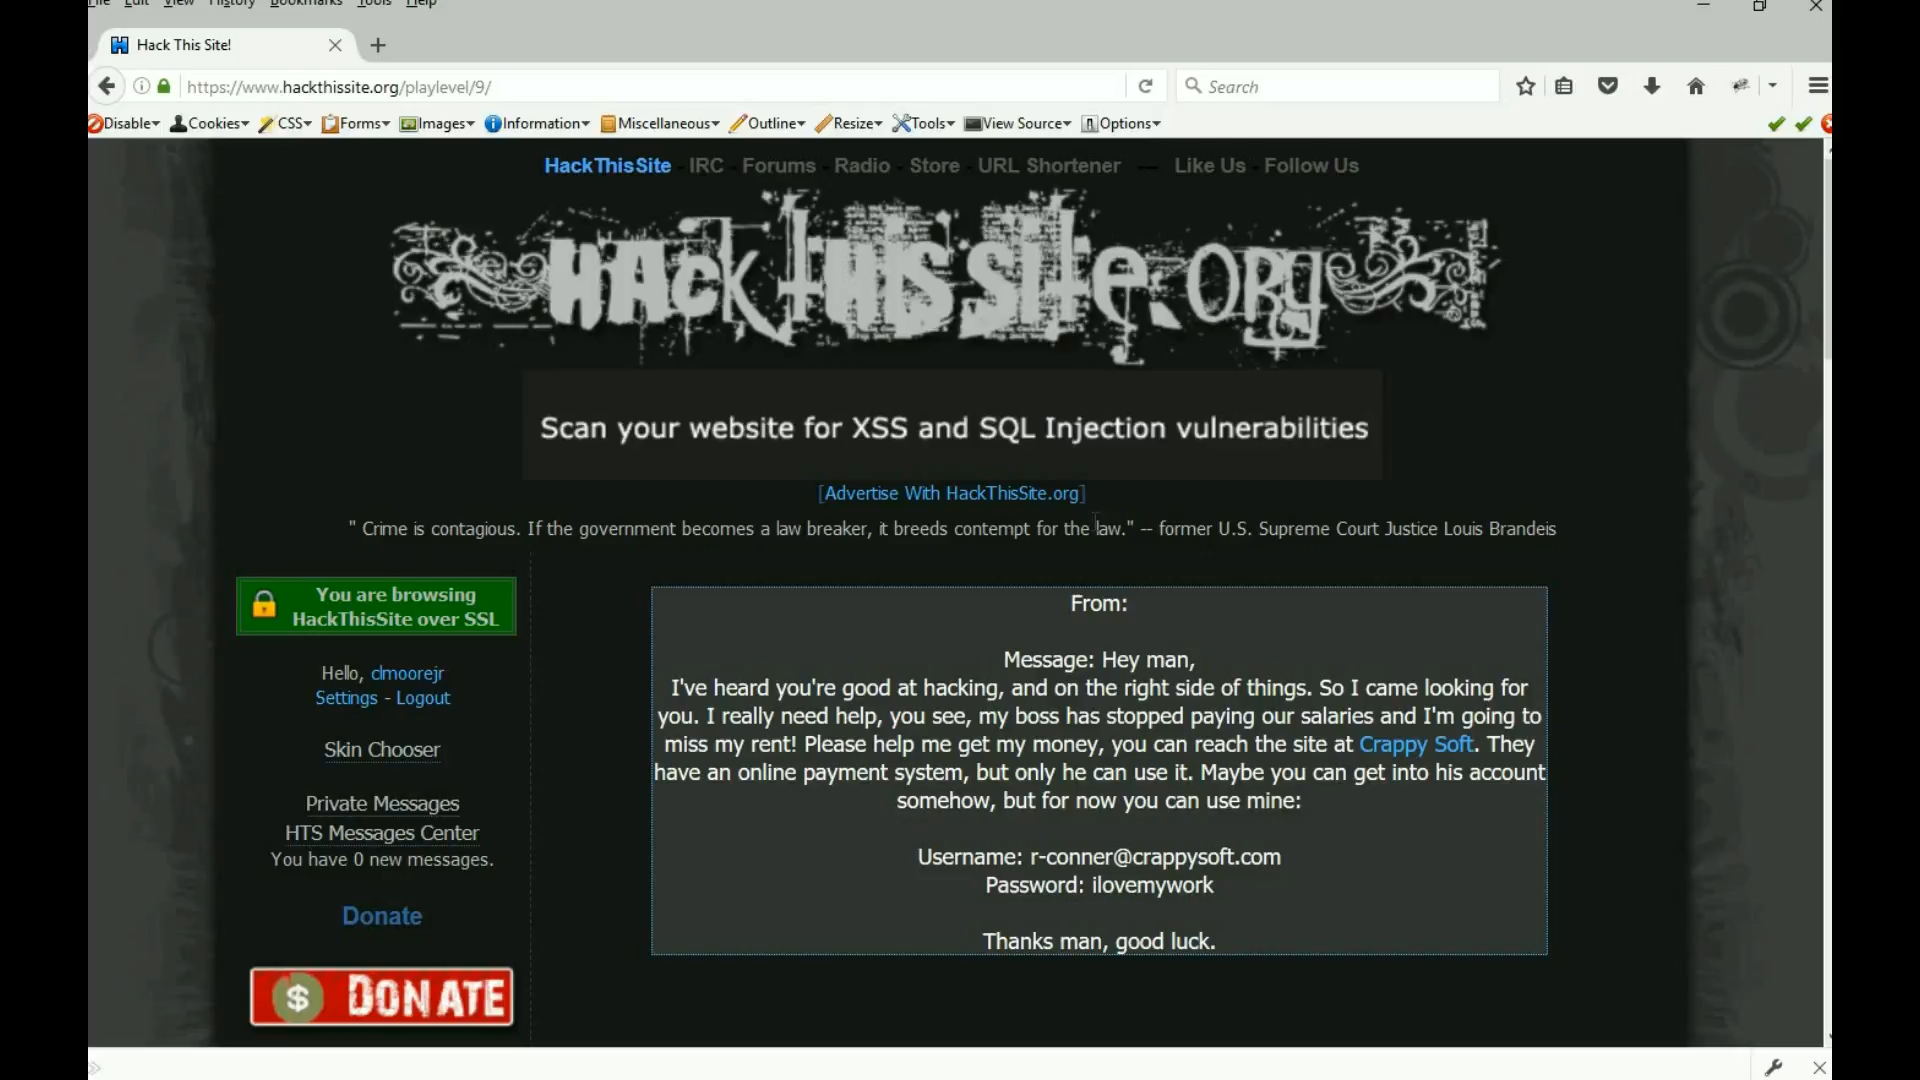 File Edit View History Bookmarks Tools Help
Hack This Site!
https://www.hackthissite.org/playlevel/9/
Search
Disable Cookies CSS Forms Images Information Miscellaneous Outline Resize Tools View Source Options
HackThisSite - IRC - Forums - Radio - Store - URL Shortener — Like Us - Follow Us
HACK THIS SITE.ORG
Scan your website for XSS and SQL Injection vulnerabilities
[Advertise With HackThisSite.org]
" Crime is contagious. If the government becomes a law breaker, it breeds contempt for the law." -- former U.S. Supreme Court Justice Louis Brandeis
You are browsing
HackThisSite over SSL
Hello, clmoorejr
Settings - Logout
Skin Chooser
Private Messages
HTS Messages Center
You have 0 new messages.
Donate
$ DONATE
From:
Message: Hey man,
I've heard you're good at hacking, and on the right side of things. So I came looking for
you. I really need help, you see, my boss has stopped paying our salaries and I'm going to
miss my rent! Please help me get my money, you can reach the site at Crappy Soft. They
have an online payment system, but only he can use it. Maybe you can get into his account
somehow, but for now you can use mine:
Username: r-conner@crappysoft.com
Password: ilovemywork
Thanks man, good luck.